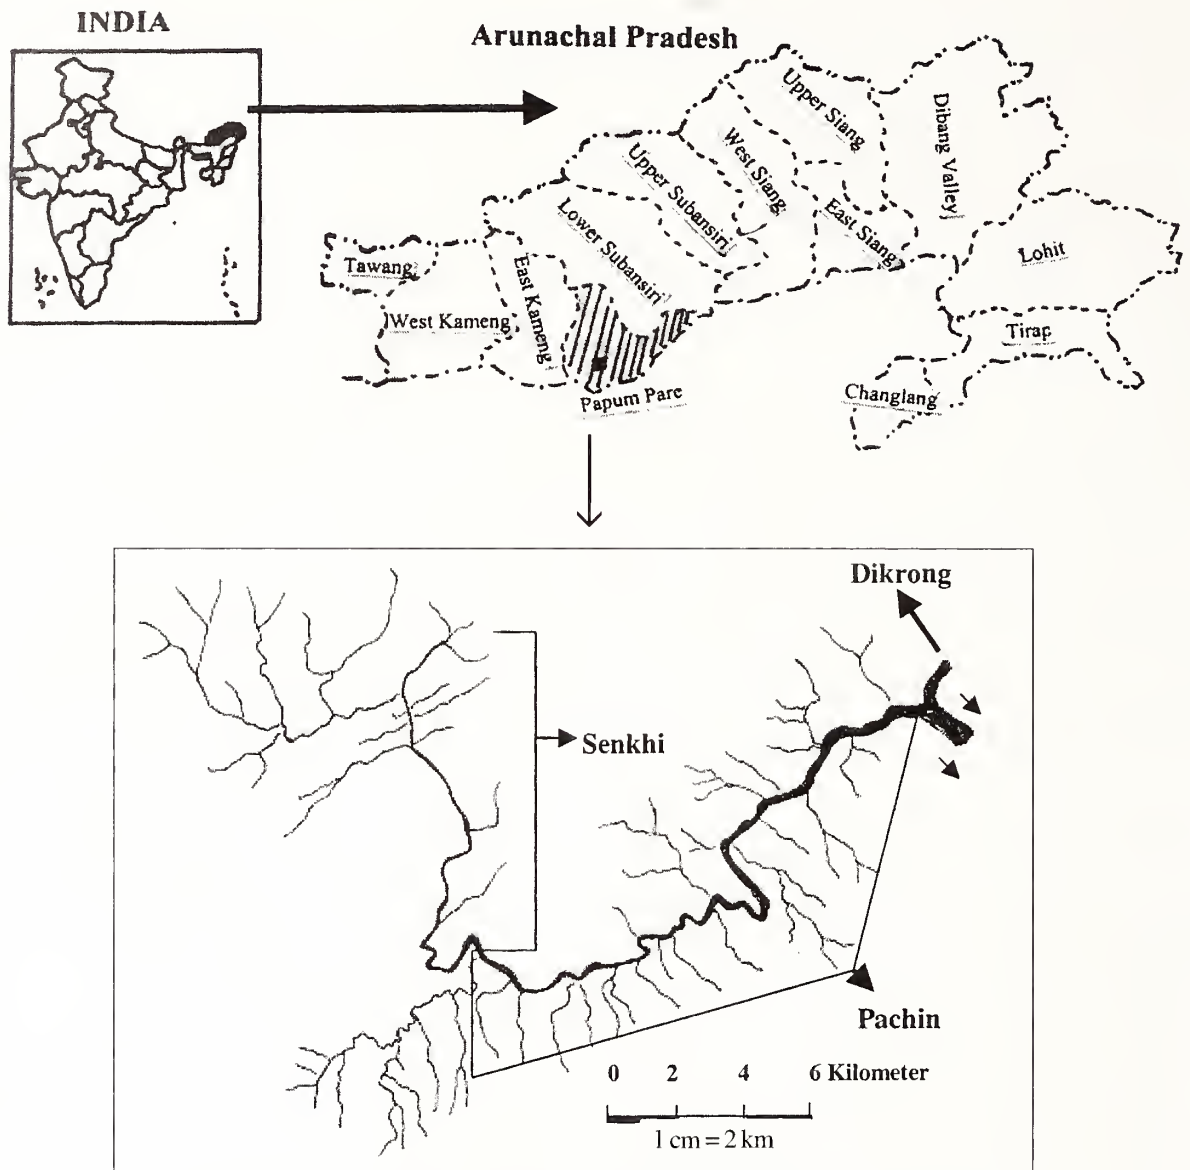 INDIA
Arunachal Pradesh
Upper Siang
Dibang Valley
West Siang
Upper Subansiri
East Siang
Lower Subansiri
Lohit
Tawang
East Kameng
West Kameng
Tirap
Changlang
Papum Pare
Dikrong
Senkhi
Pachin
0 2 4 6 Kilometer
1 cm = 2 km